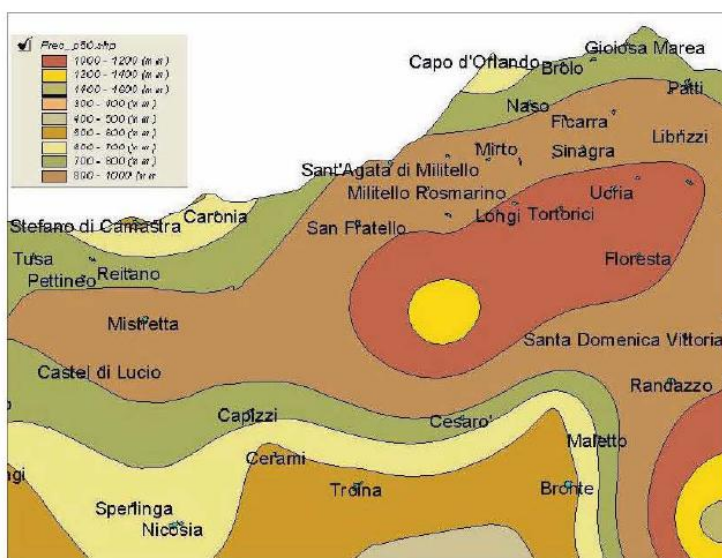 Prec_p50.shp
1000 - 1200 (mm)
1200 - 1400 (mm)
1400 - 1600 (mm)
300 - 400 (mm)
400 - 500 (mm)
500 - 600 (mm)
600 - 700 (mm)
700 - 800 (mm)
800 - 1000 (mm
Gioiosa Marea
Capo d'Orlando
Brolo
Patti
Naso
Ficarra
Librizzi
Mirto
Sinagra
Sant'Agata di Militello
Militello Rosmarino
Ucria
Caronia
Longi
Tortorici
Stefano di Camastra
San Fratello
Tusa
Reitano
Floresta
Pettineo
Mistretta
Santa Domenica Vittoria
Castel di Lucio
Randazzo
Capizzi
Cesaro'
Maletto
Cerami
ngi
Troina
Bronte
Sperlinga
Nicosia